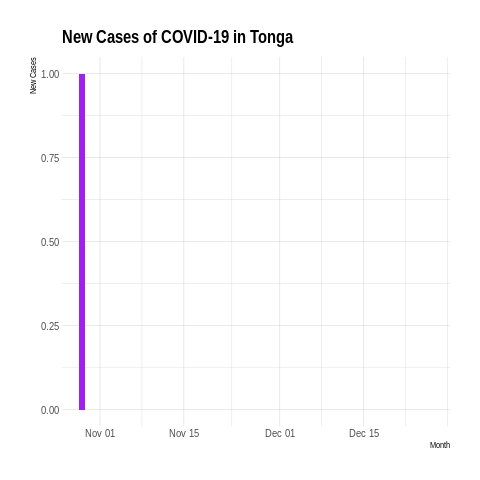 New Cases of COVID-19 in Tonga
New Cases
1.00
0.75
0.50
0.25
0.00
Nov 01 Nov 15 Dec 01 Dec 15
Month